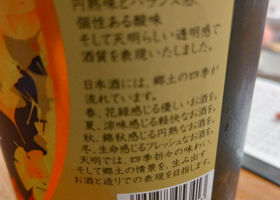 円熟味とバランス感、
個性ある酸味
そして天明らしい透明感で
酒質を表現いたしました。
日本酒には、郷土の四季が
流れています。
春、花緑感じる優しいお酒を。
夏、涼味感じる軽快なお酒を。
秋、錦秋感じる円熟なお酒を。
冬、生命感じるフレッシュなお酒を。
天明では、四季折々の味わい、
そして郷土の情景を、生み出す
お酒と造りでの表現を目指します。